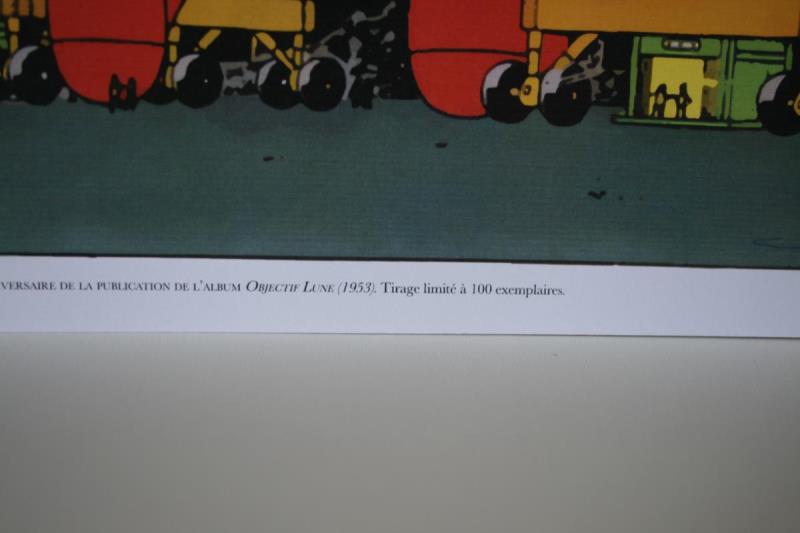 VERSAIRE DE LA PUBLICATION DE L'ALBUM OBJECTIF LUNE (1953). Tirage limité à 100 exemplaires.